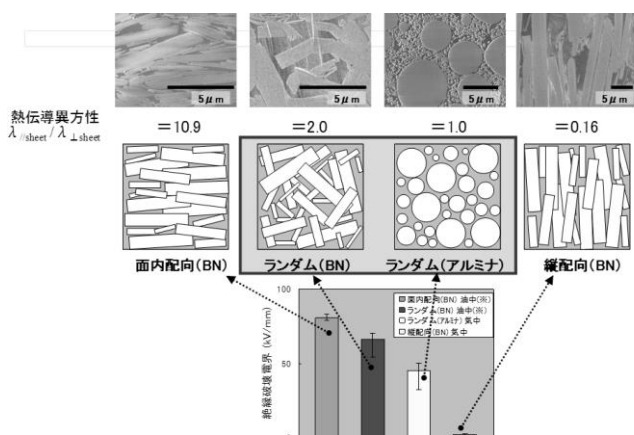 5μm
5μm
5μm
5μm
熱伝導異方性
λ//sheet/λ⊥sheet
=10.9
=2.0
=1.0
=0.16
面内配向(BN)
ランダム(BN)
ランダム(アルミナ)
縦配向(BN)
100
50
絶縁破壊電界 (kV/mm)
面内配向(BN) 油中(※)
ランダム(BN) 油中(※)
ランダム(アルミナ) 気中
縦配向(BN) 気中